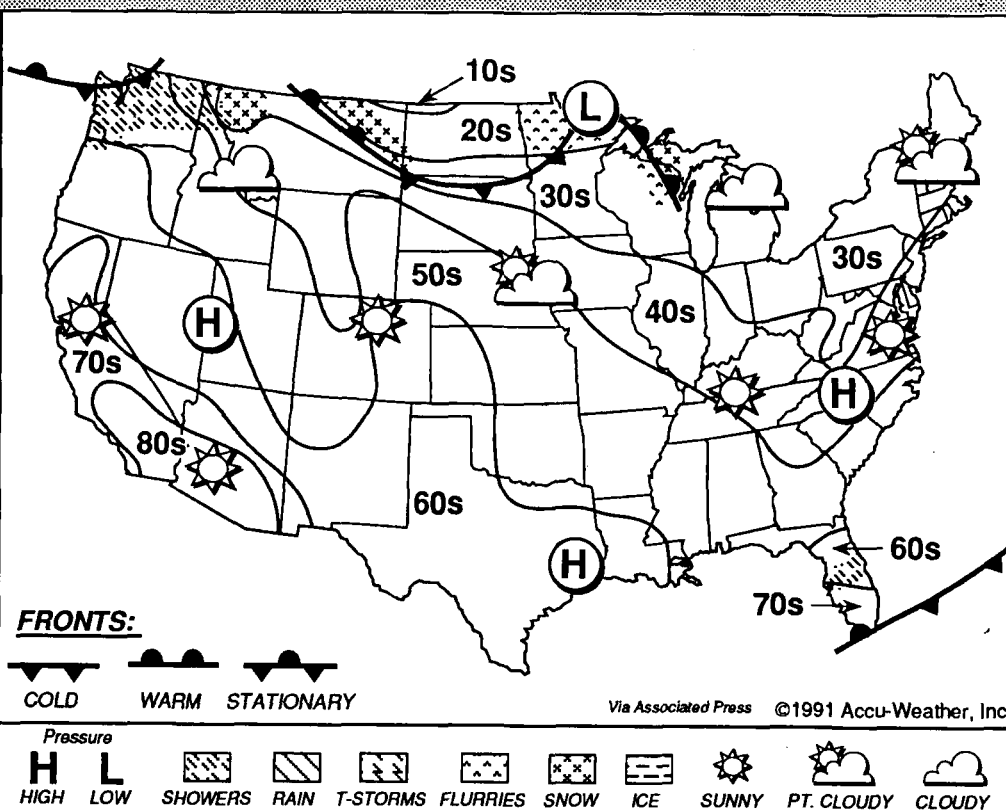 10s
L
20s
30s
50s
30s
40s
H
70s
H
80s
60s
H
60s
70s
FRONTS:
COLD WARM STATIONARY
Via Associated Press ©1991 Accu-Weather, Inc
Pressure
H L
HIGH LOW SHOWERS RAIN T-STORMS FLURRIES SNOW ICE SUNNY PT. CLOUDY CLOUDY